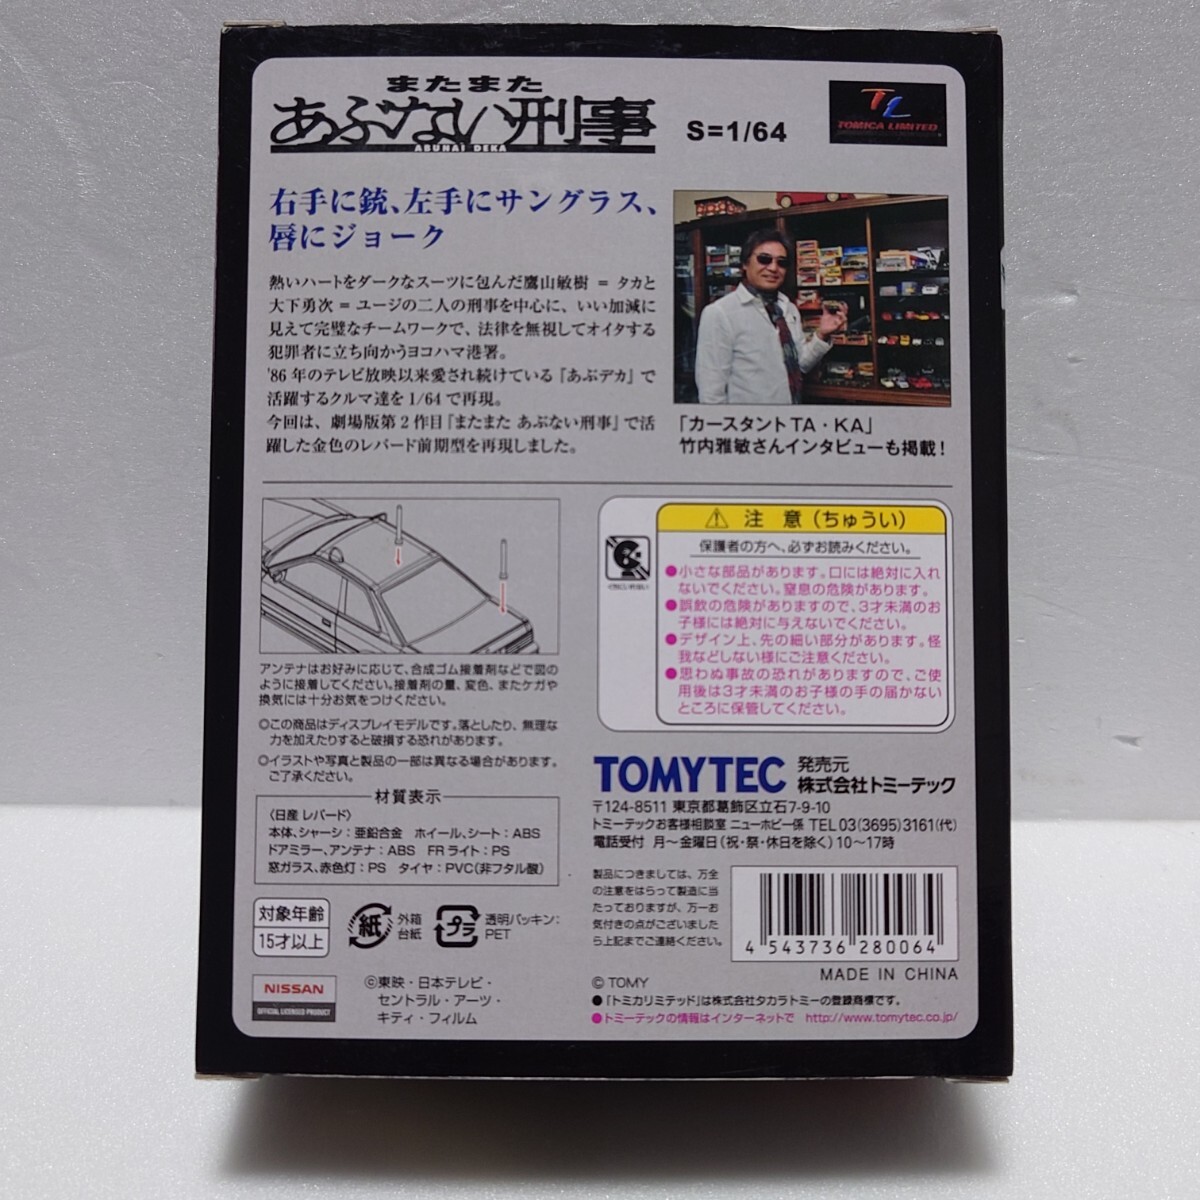 またまた
あぶない刑事
ABUNAI DEKA
S=1/64
TL
TOMICA LIMITED
右手に銃、左手にサングラス、
唇にジョーク
熱いハートをダークなスーツに包んだ鷹山敏樹 = タカと
大下勇次 = ユージの二人の刑事を中心に、いい加減に
見えて完璧なチームワークで、法律を無視してオイタする
犯罪者に立ち向かうヨコハマ港署。
'86年のテレビ放映以来愛され続けている『あぶデカ』で
活躍するクルマ達を1/64で再現。
今回は、劇場版第2作目『またまた あぶない刑事』で活
躍した金色のレパード前期型を再現しました。
「カースタントTA・KA」
竹内雅敏さんインタビューも掲載!
アンテナはお好みに応じて、合成ゴム接着剤などで図の
ように接着してください。接着剤の量、変色、またケガや
換気には十分お気をつけください。
◎この商品はディスプレイモデルです。落としたり、無理な
力を加えたりすると破損する恐れがあります。
◎イラストや写真と製品の一部は異なる場合があります。
ご了承ください。
材質表示
〈日産 レパード〉
本体、シャーシ:亜鉛合金 ホイール、シート:ABS
ドアミラー、アンテナ:ABS FRライト:PS
窓ガラス、赤色灯:PS タイヤ:PVC(非フタル酸)
対象年齢
15才以上
紙
外箱
台紙
プラ
透明パッキン:
PET
NISSAN
OFFICIAL LICENSED PRODUCT
©東映・日本テレビ・
セントラル・アーツ・
キティ・フィルム
⚠ 注 意(ちゅうい)
保護者の方へ、必ずお読みください。
●小さな部品があります。口には絶対に入れ
ないでください。窒息の危険があります。
●誤飲の危険がありますので、3才未満のお
子様には絶対に与えないでください。
●デザイン上、先の細い部分があります。怪
我などしない様にご注意ください。
●思わぬ事故の恐れがありますので、ご使
用後は3才未満のお子様の手の届かない
ところに保管してください。
TOMYTEC 発売元
株式会社トミーテック
〒124-8511 東京都葛飾区立石7-9-10
トミーテックお客様相談室 ニューホビー係 TEL 03(3695)3161(代)
電話受付 月〜金曜日(祝・祭・休日を除く)10〜17時
製品につきましては、万全
の注意をはらって製造に当
たっておりますが、万一お
気付きの点がございました
ら上記までご連絡ください。
4 543736 280064
MADE IN CHINA
© TOMY
●「トミカリミテッド」は株式会社タカラトミーの登録商標です。
●トミーテックの情報はインターネットで http://www.tomytec.co.jp/